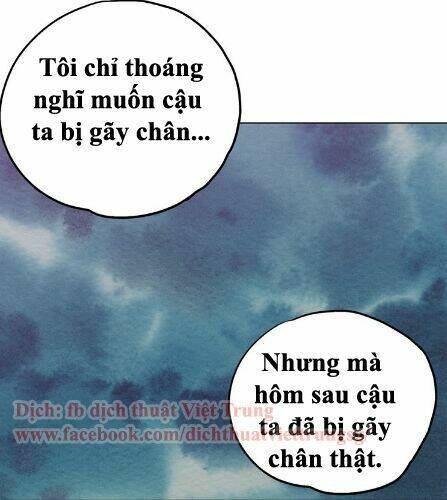 Tôi chỉ thoáng
nghĩ muốn cậu
ta bị gãy chân...
Nhưng mà
hôm sau cậu
ta đã bị gãy
chân thật.
Dịch: fb dịch thuật Việt Trung
www.facebook.com/dichthuatviettrungsg